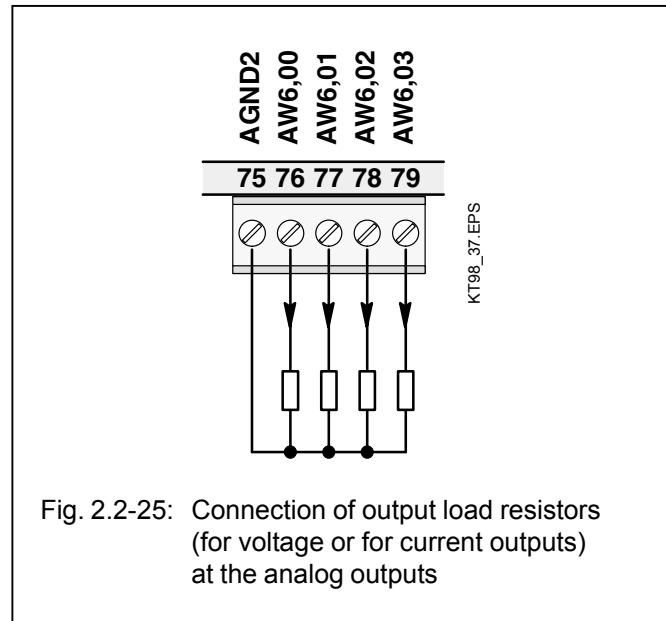 AGND2 AW6,00 AW6,01 AW6,02 AW6,03
75 76 77 78 79
KT98_37.EPS
Fig. 2.2-25: Connection of output load resistors
(for voltage or for current outputs)
at the analog outputs